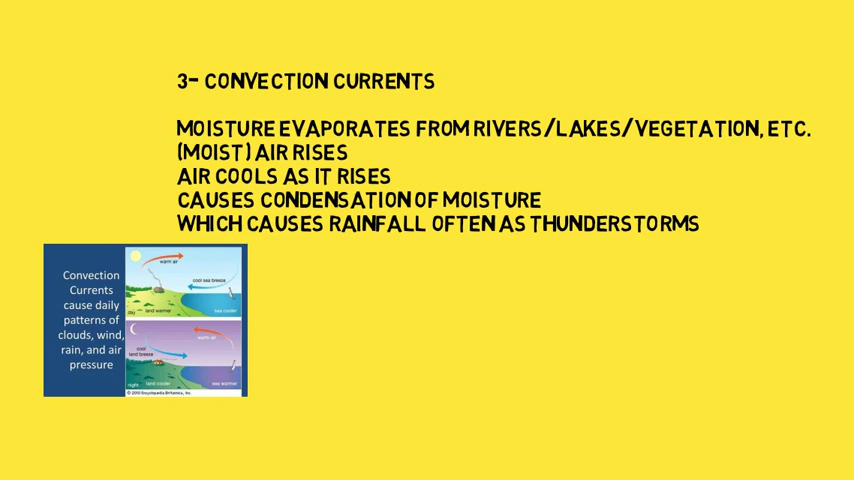 3- CONVECTION CURRENTS
MOISTURE EVAPORATES FROM RIVERS/LAKES/VEGETATION, ETC.
(MOIST) AIR RISES
AIR COOLS AS IT RISES
CAUSES CONDENSATION OF MOISTURE
WHICH CAUSES RAINFALL OFTEN AS THUNDERSTORMS
Convection
Currents
cause daily
patterns of
clouds, wind,
rain, and air
pressure
warm air
cool sea breeze
day
land warmer
sea cooler
warm air
cool
land breeze
night
land cooler
sea warmer
© 2010 Encyclopædia Britannica, Inc.